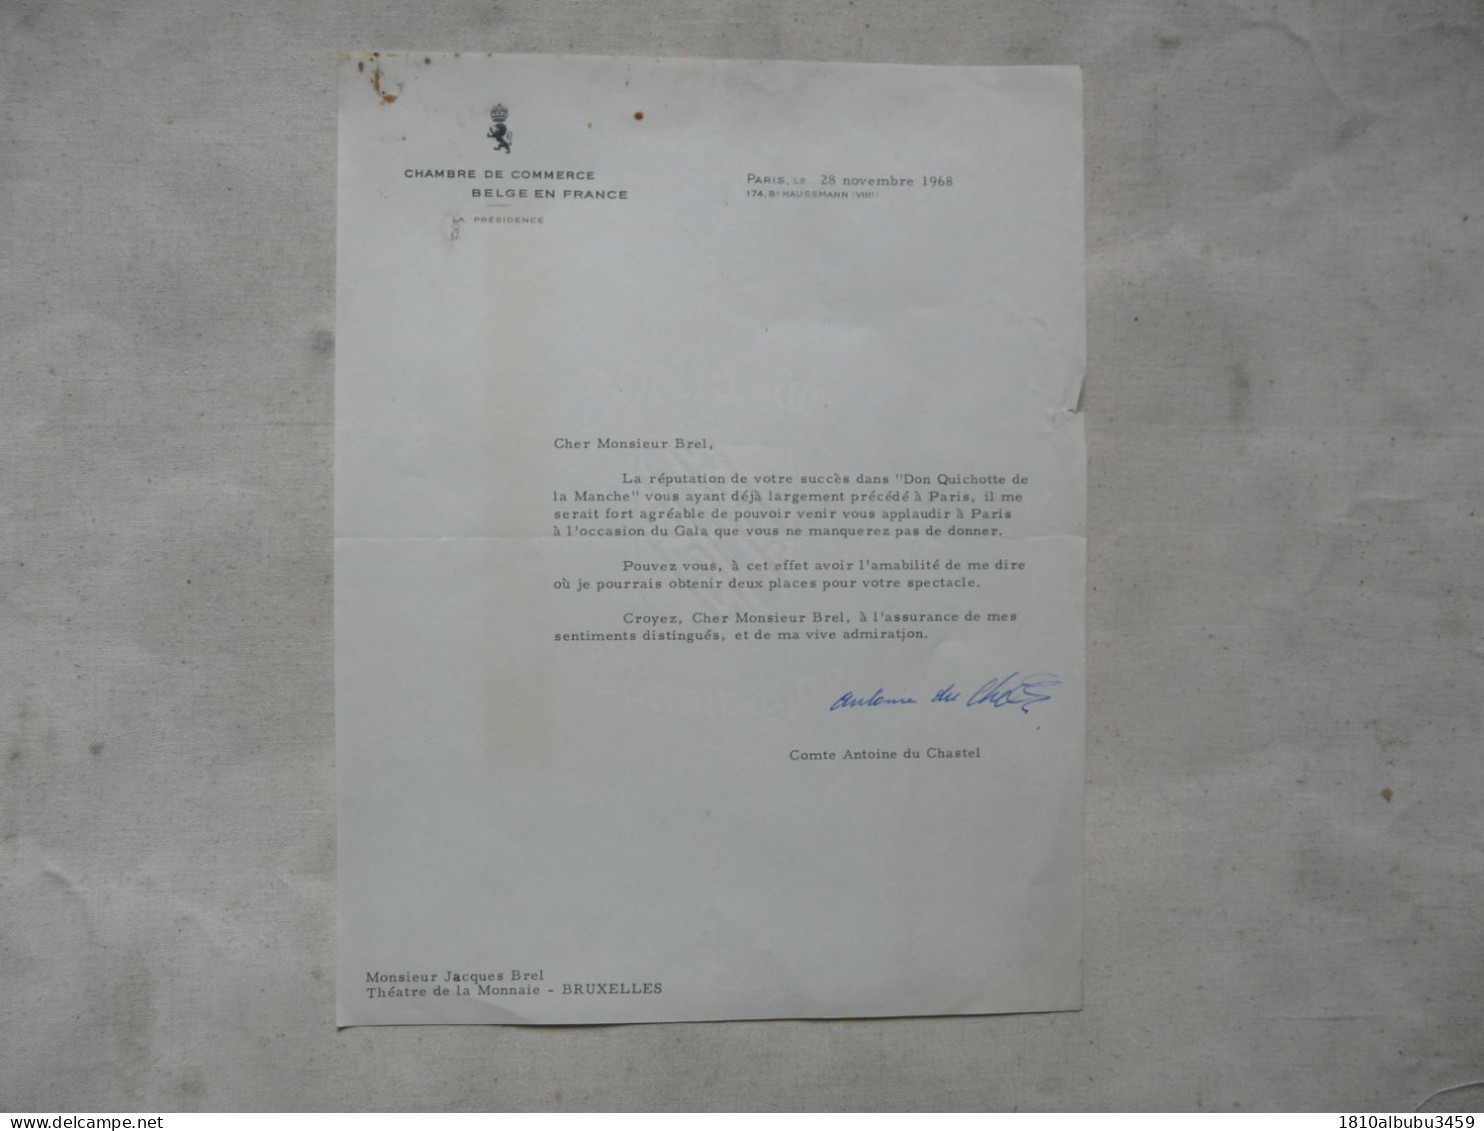 CHAMBRE DE COMMERCE
BELGE EN FRANCE
LA PRÉSIDENCE
PARIS, LE 28 novembre 1968
174, Bd HAUSSMANN (VIIIe)
Cher Monsieur Brel,
La réputation de votre succès dans "Don Quichotte de
la Manche" vous ayant déjà largement précédé à Paris, il me
serait fort agréable de pouvoir venir vous applaudir à Paris
à l'occasion du Gala que vous ne manquerez pas de donner.
Pouvez vous, à cet effet avoir l'amabilité de me dire
où je pourrais obtenir deux places pour votre spectacle.
Croyez, Cher Monsieur Brel, à l'assurance de mes
sentiments distingués, et de ma vive admiration.
Antoine du Chastel
Comte Antoine du Chastel
Monsieur Jacques Brel
Théatre de la Monnaie - BRUXELLES
1810albubu3459